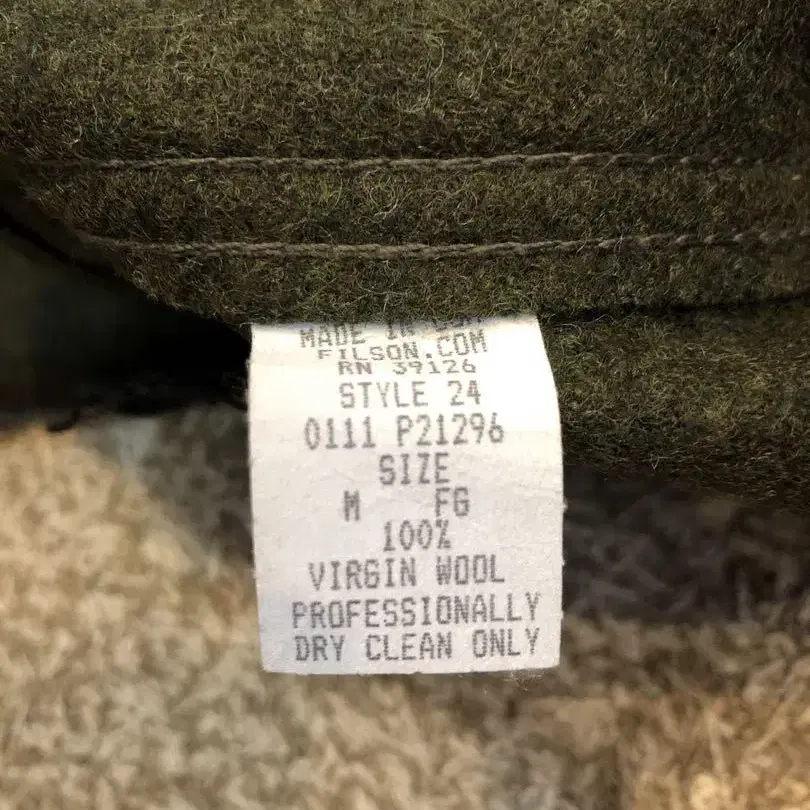 MADE IN USA
FILSON.COM
RN 39126
STYLE 24
0111 P21296
SIZE
M FG
100%
VIRGIN WOOL
PROFESSIONALLY
DRY CLEAN ONLY